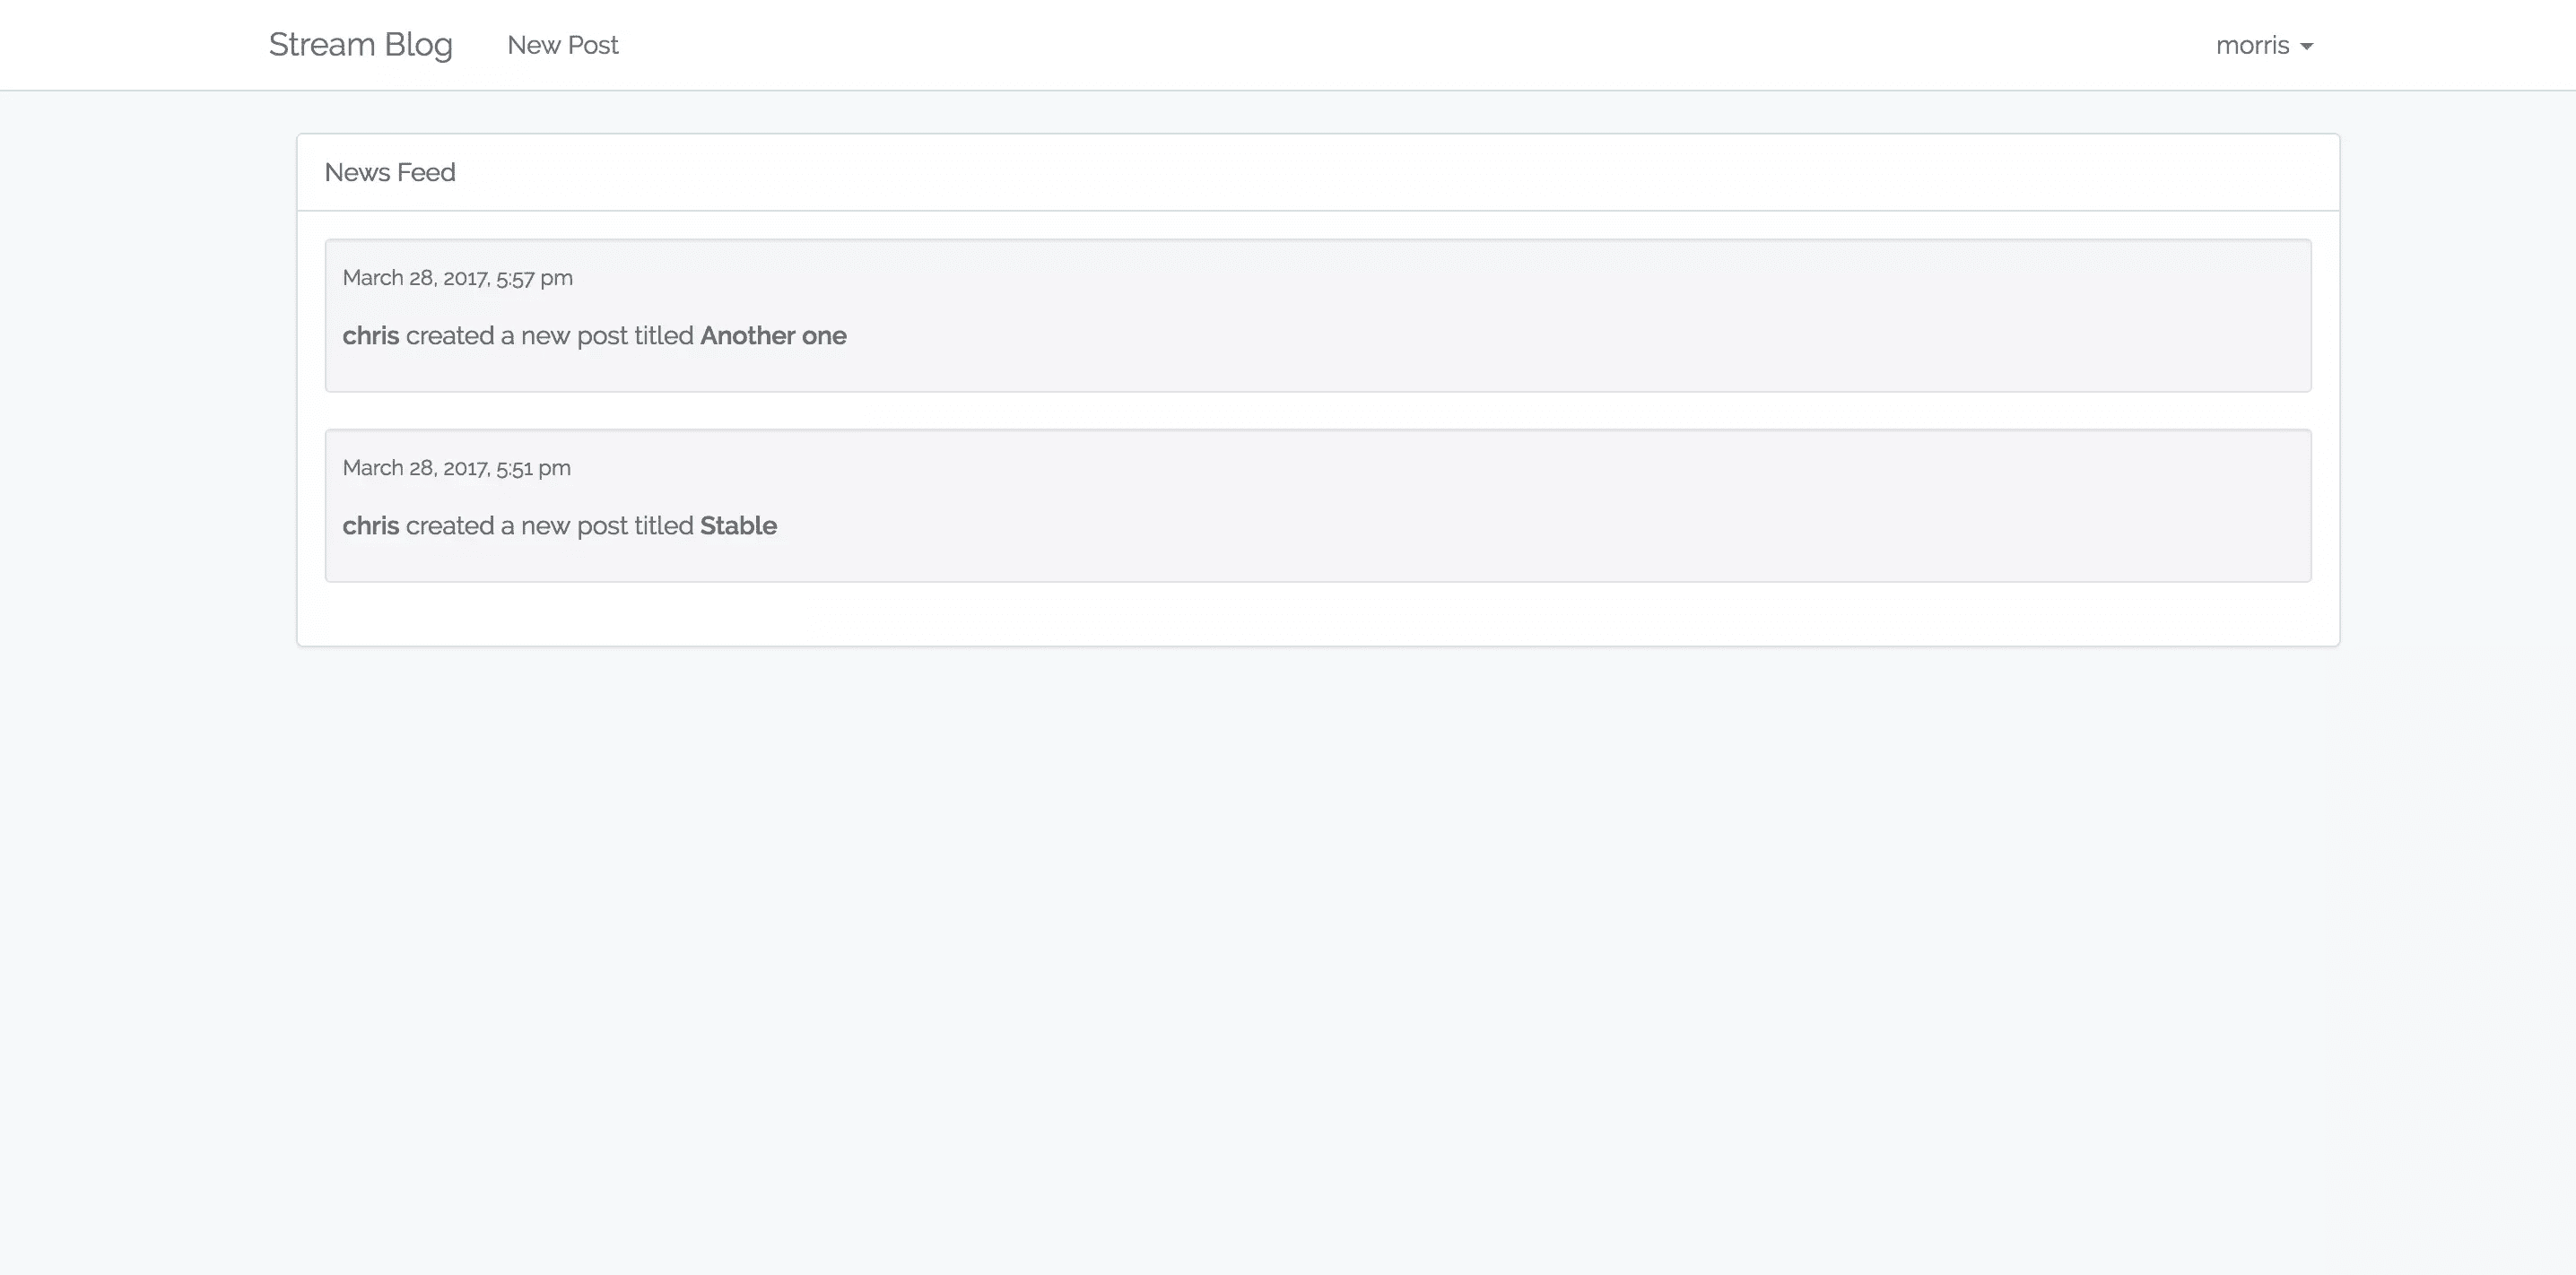 Stream Blog New Post morris
News Feed
March 28, 2017, 5:57 pm
chris created a new post titled Another one
March 28, 2017, 5:51 pm
chris created a new post titled Stable